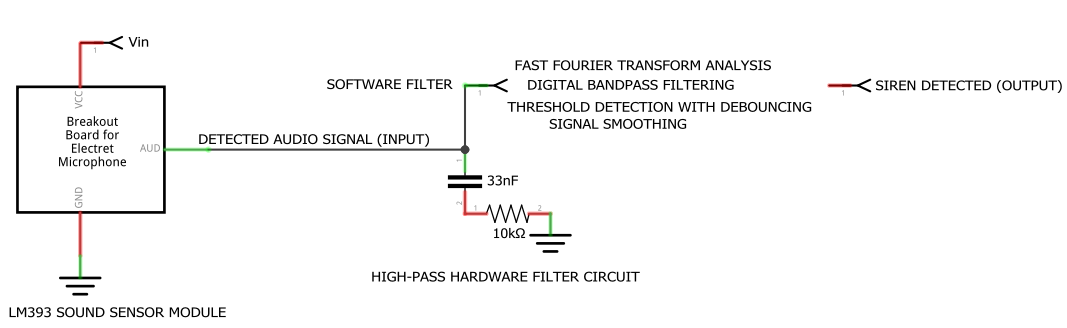 Vin
1
FAST FOURIER TRANSFORM ANALYSIS
SOFTWARE FILTER
1
DIGITAL BANDPASS FILTERING
1
SIREN DETECTED (OUTPUT)
VCC
THRESHOLD DETECTION WITH DEBOUNCING
SIGNAL SMOOTHING
Breakout
Board for
Electret
Microphone
AUD
DETECTED AUDIO SIGNAL (INPUT)
1
33nF
2
GND
1
2
10kΩ
HIGH-PASS HARDWARE FILTER CIRCUIT
LM393 SOUND SENSOR MODULE